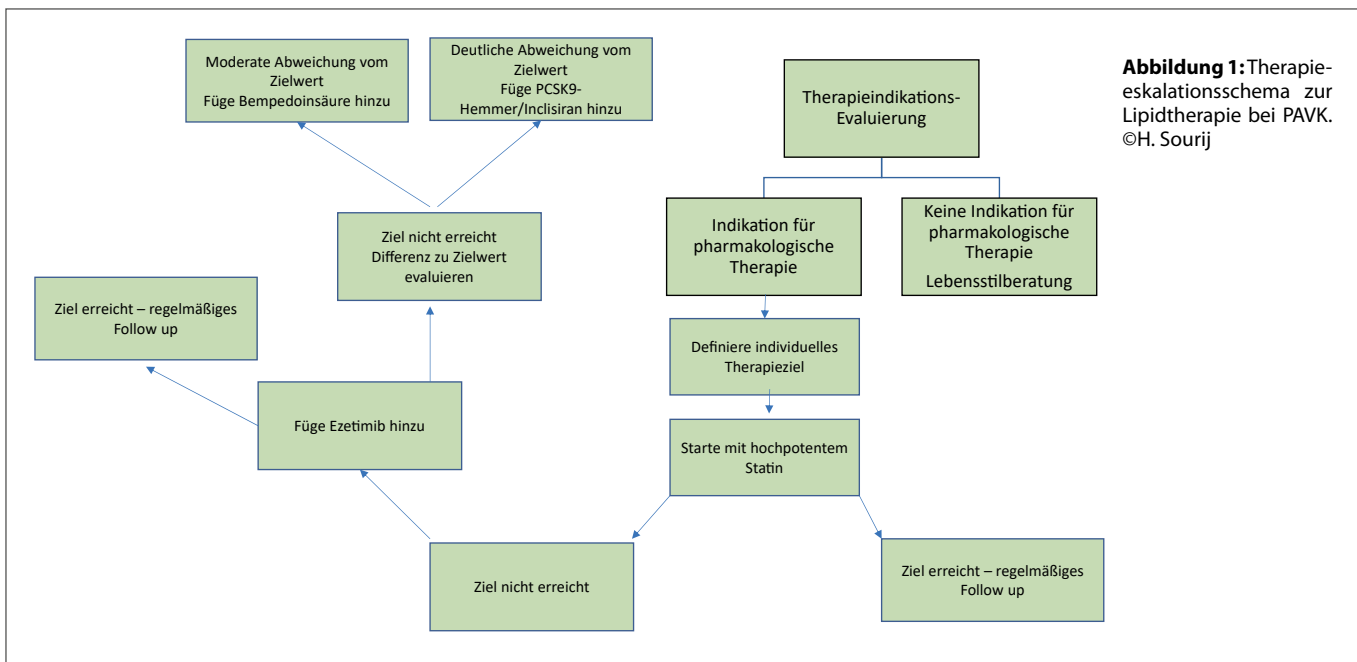 Moderate Abweichung vom
Zielwert
Füge Bempedoinsäure hinzu
Deutliche Abweichung vom
Zielwert
Füge PCSK9-
Hemmer/Inclisiran hinzu
Therapieindikations-
Evaluierung
Abbildung 1: Therapie-
eskalationsschema zur
Lipidtherapie bei PAVK.
©H. Sourij
Ziel nicht erreicht
Differenz zu Zielwert
evaluieren
Indikation für
pharmakologische
Therapie
Keine Indikation für
pharmakologische
Therapie
Lebensstilberatung
Ziel erreicht – regelmäßiges
Follow up
Definiere individuelles
Therapieziel
Füge Ezetimib hinzu
Starte mit hochpotentem
Statin
Ziel nicht erreicht
Ziel erreicht – regelmäßiges
Follow up